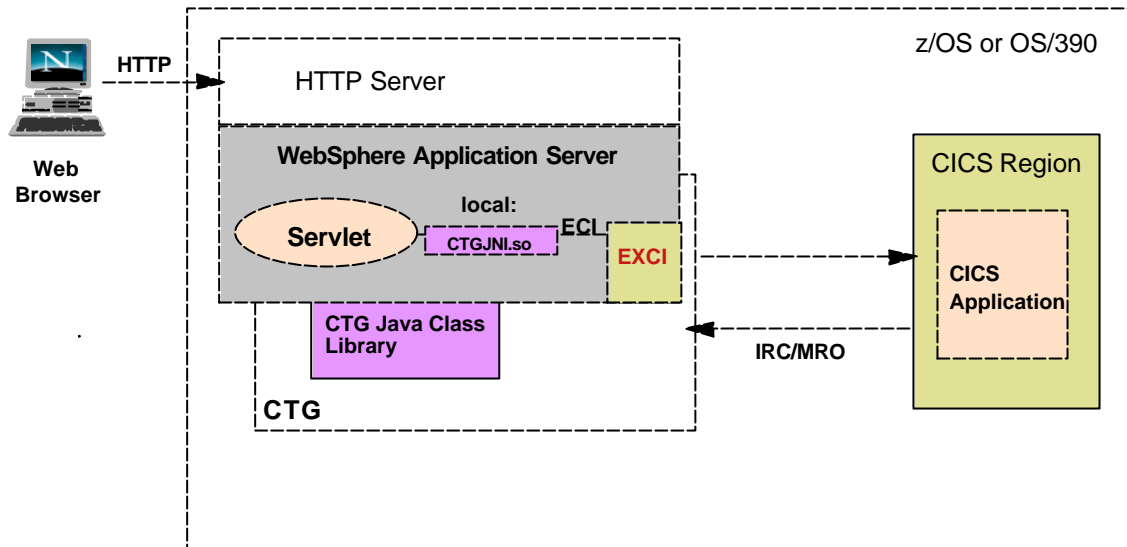 z/OS or OS/390
N
HTTP
HTTP Server
Web
Browser
WebSphere Application Server
local:
Servlet
CTGJNI.so
ECI
EXCI
CICS Region
CICS
Application
CTG Java Class
Library
IRC/MRO
CTG